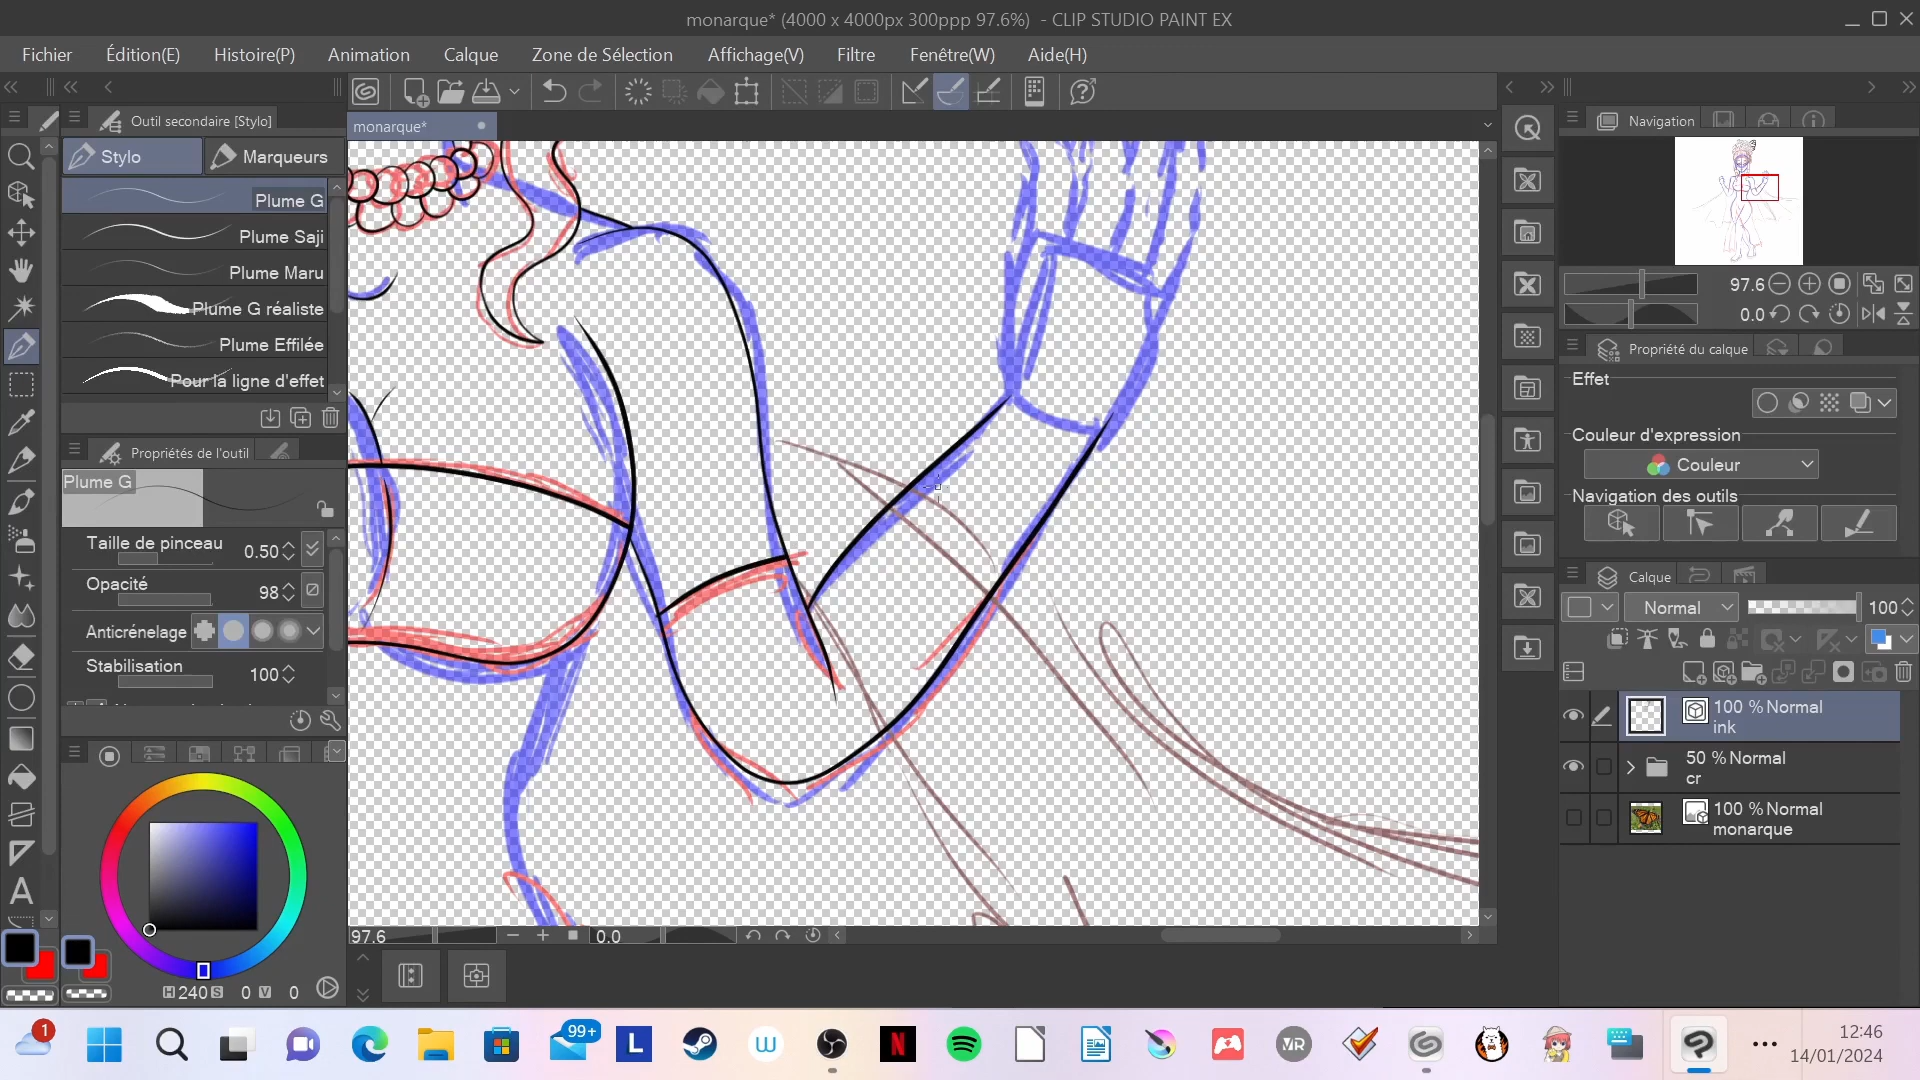 monarque* (4000 x 4000px 300ppp 97.6%) - CLIP STUDIO PAINT EX
Fichier Édition(E) Histoire(P) Animation Calque Zone de Sélection Affichage(V) Filtre Fenêtre(W) Aide(H)
Outil secondaire [Stylo]
monarque*
Navigation
Stylo Marqueurs
Plume G
Plume Saji
Plume Maru
Plume G réaliste
Plume Effilée
Pour la ligne d'effet
97.6
0.0
Propriété du calque
Effet
Couleur d'expression
Couleur
Navigation des outils
Propriétés de l'outil
Plume G
Taille de pinceau 0.50
Opacité 98
Anticrénelage
Stabilisation 100
Calque
Normal 100
100 % Normal
ink
50 % Normal
cr
100 % Normal
monarque
A
H 240 S 0 V 0
97.6 0.0
1
99+
L
W
N
VR
12:46
14/01/2024